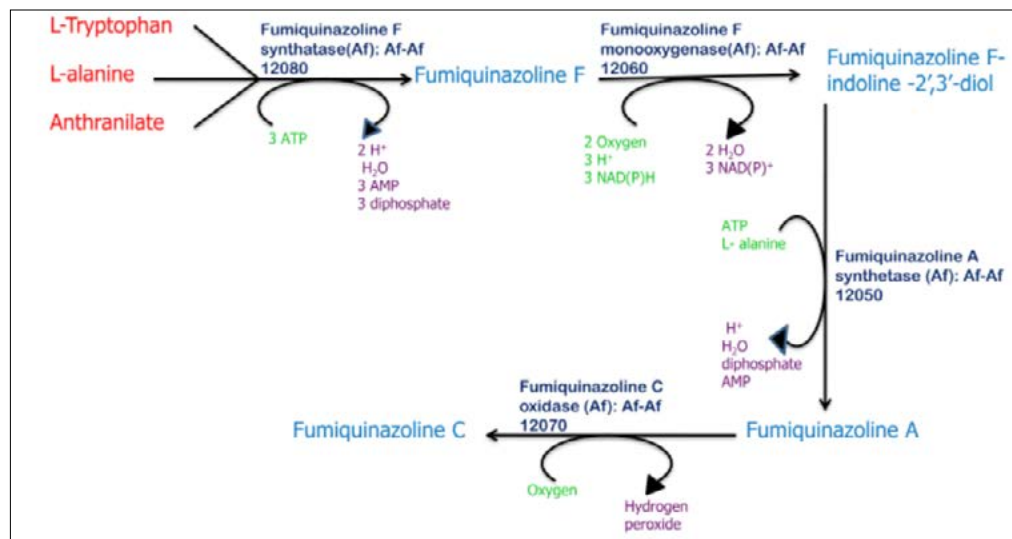 L-Tryptophan
L-alanine
Anthranilate
Fumiquinazoline F
synthatase(Af): Af-Af
12080
3 ATP
2 H⁺
H₂O
3 AMP
3 diphosphate
Fumiquinazoline F
Fumiquinazoline F
monooxygenase(Af): Af-Af
12060
2 Oxygen
3 H⁺
3 NAD(P)H
2 H₂O
3 NAD(P)⁺
Fumiquinazoline F-
indoline -2’,3’-diol
ATP
L- alanine
Fumiquinazoline A
synthetase (Af): Af-Af
12050
H⁺
H₂O
diphosphate
AMP
Fumiquinazoline A
Fumiquinazoline C
oxidase (Af): Af-Af
12070
Oxygen
Hydrogen
peroxide
Fumiquinazoline C